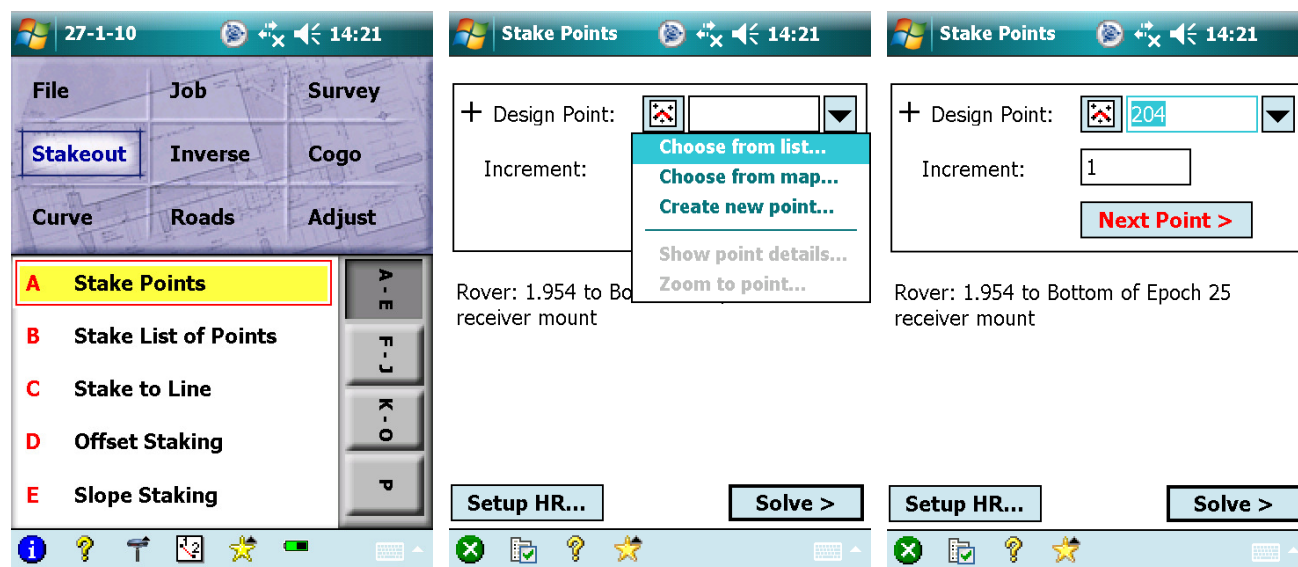 27-1-10 14:21
File Job Survey
Stakeout Inverse Cogo
Curve Roads Adjust
A Stake Points
B Stake List of Points
C Stake to Line
D Offset Staking
E Slope Staking
A - E
F - J
K - O
P
Stake Points 14:21
+ Design Point:
Choose from list...
Choose from map...
Create new point...
Show point details...
Zoom to point...
Increment:
Rover: 1.954 to Bo
receiver mount
Setup HR... Solve >
Stake Points 14:21
+ Design Point: 204
Increment: 1
Next Point >
Rover: 1.954 to Bottom of Epoch 25
receiver mount
Setup HR... Solve >